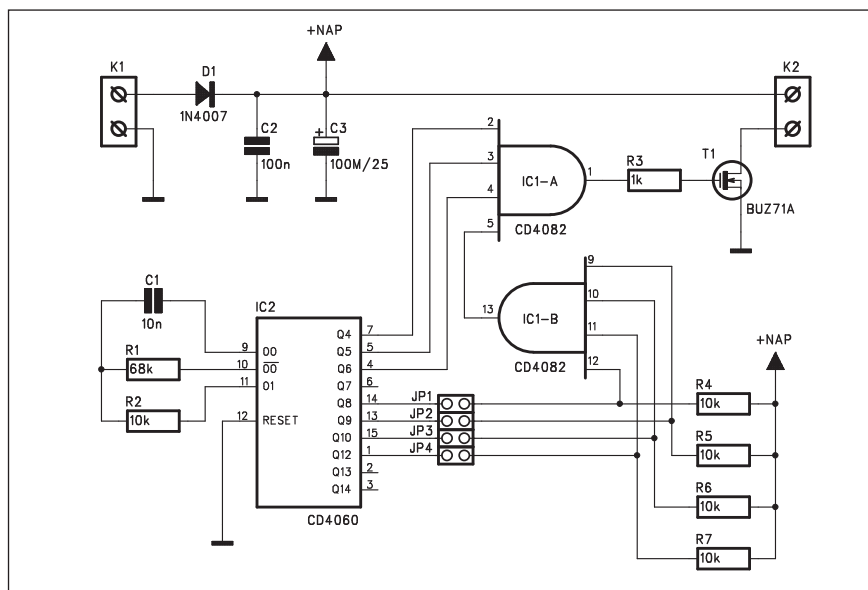 +NAP
K1
D1
1N4007
C2
100n
+
C3
100M/25
K2
2
3
4
5
IC1-A
CD4082
1
R3
1k
T1
BUZ71A
13
IC1-B
CD4082
9
10
11
12
C1
10n
R1
68k
R2
10k
IC2
9
10
11
12
OO
OO
O1
RESET
Q4
Q5
Q6
Q7
Q8
Q9
Q10
Q12
Q13
Q14
7
5
4
6
14
13
15
1
2
3
CD4060
JP1
JP2
JP3
JP4
+NAP
R4
10k
R5
10k
R6
10k
R7
10k